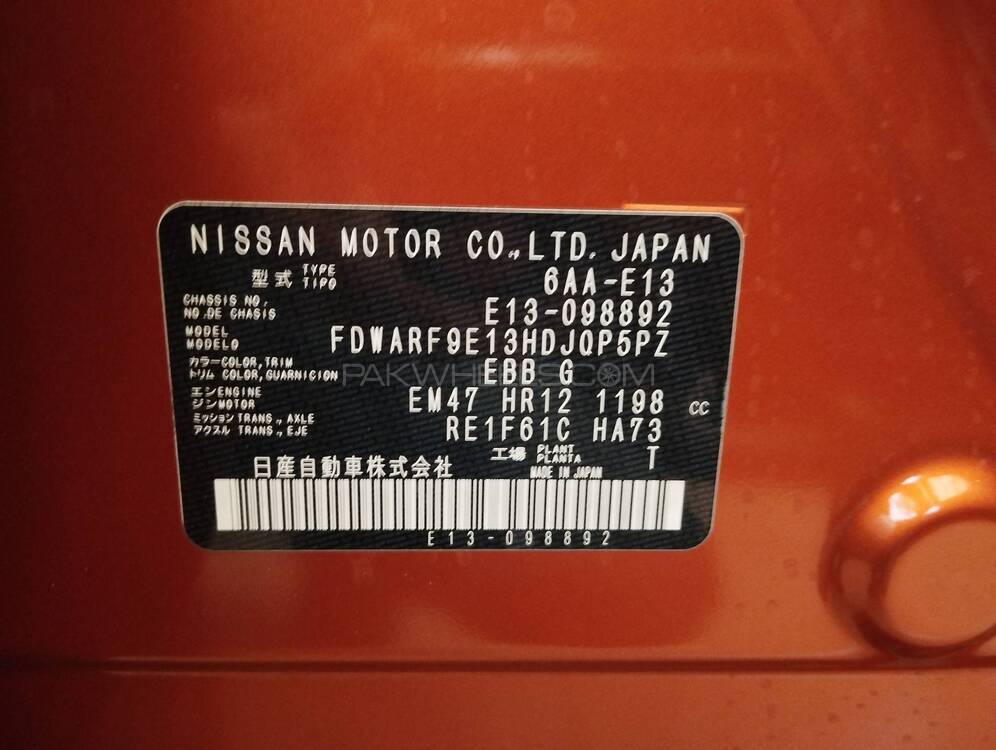 NISSAN MOTOR CO.,LTD. JAPAN
型式 TYPE TIPO 6AA-E13
CHASSIS NO. NO.DE CHASIS E13-098892
MODEL MODELO FDWARF9E13HDJQP5PZ
カラー COLOR,TRIM トリム COLOR,GUARNICION EBB G
PAKWHEELS.COM
エンジン ENGINE MOTOR EM47 HR12 1198 CC
ミッション TRANS., AXLE アクスル TRANS., EJE RE1F61C HA73
工場 PLANT PLANTA T
日産自動車株式会社 MADE IN JAPAN
E13-098892